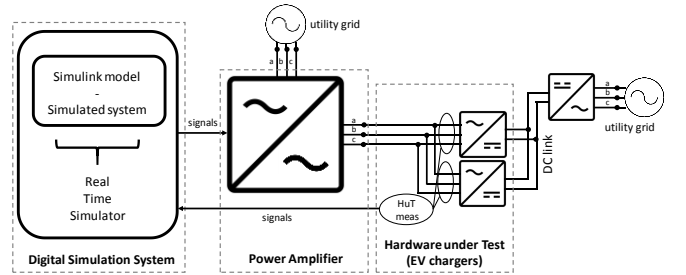 utility grid
a b c
Simulink model
-
Simulated system
Real
Time
Simulator
signals
signals
a
b
c
HuT
meas
DC link
a
b
c
utility grid
Digital Simulation System
Power Amplifier
Hardware under Test
(EV chargers)